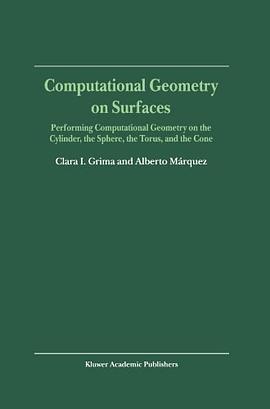 Computational Geometry
on Surfaces
Performing Computational Geometry on the
Cylinder, the Sphere, the Torus, and the Cone
Clara I. Grima and Alberto Márquez
Kluwer Academic Publishers